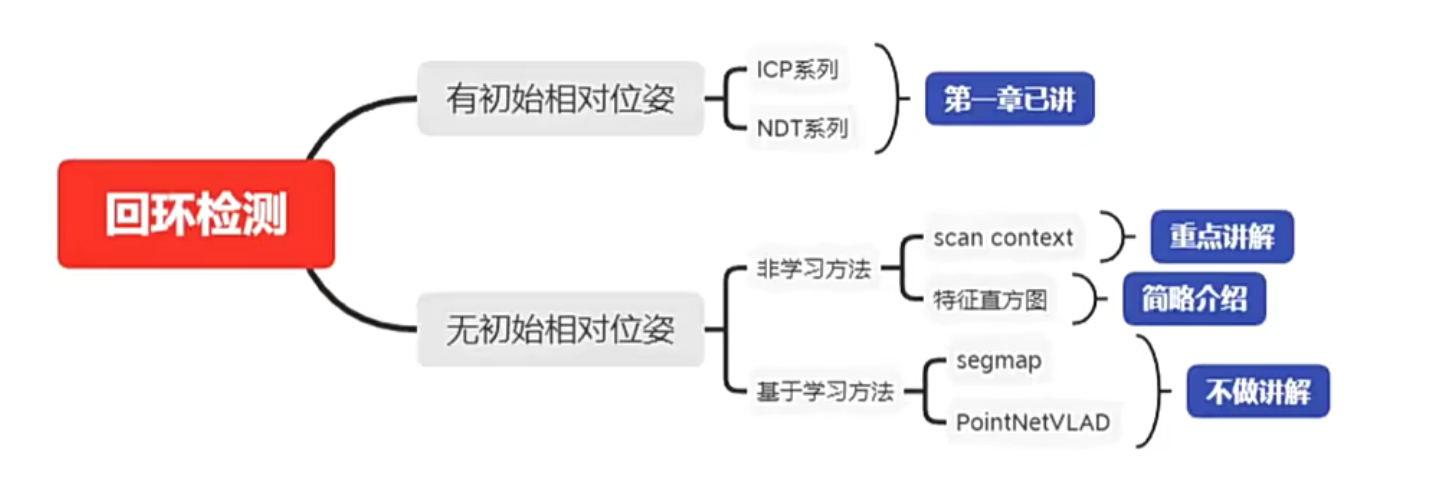 回环检测
有初始相对位姿
ICP系列
NDT系列
第一章已讲
无初始相对位姿
非学习方法
scan context
重点讲解
特征直方图
简略介绍
基于学习方法
segmap
PointNetVLAD
不做讲解